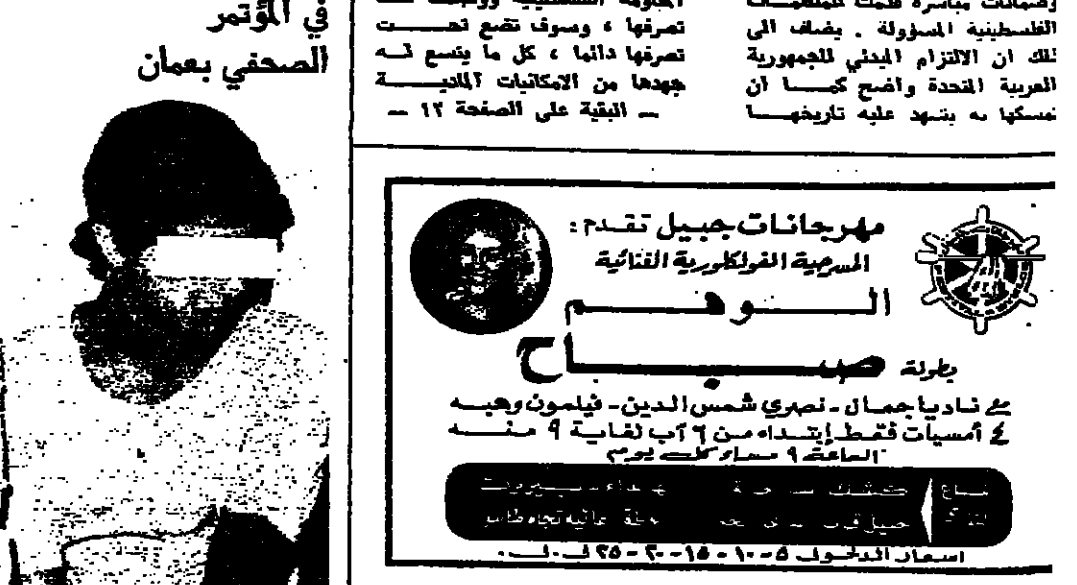 في المؤتمر
الصحفي بعمان
تصرفها ، وسوف تضع تحت
تصرفها دائما ، كل ما يتسع له
جهدها من الامكانيات المادية
— البقية على الصفحة ١٢ —
الفلسطينية المسؤولة . يضاف الى
ذلك ان الالتزام المبدئي للجمهورية
العربية المتحدة واضح كما أن
تمسكها به يشهد عليه تاريخها
مهرجانات جبيل تقدم :
المسرحية الفولكلورية الغنائية
الوهم
بطولة صباح
مع ناديا جمال - نصري شمس الدين - فيلمون وهبه
٤ أمسيات فقط إبتداء من ٦ آب لغاية ٩ منه
الساعة ٩ مساء كل يوم
اسعار الدخول ٥ - ١٠ - ١٥ - ٢٠ - ٢٥ ل.ل.